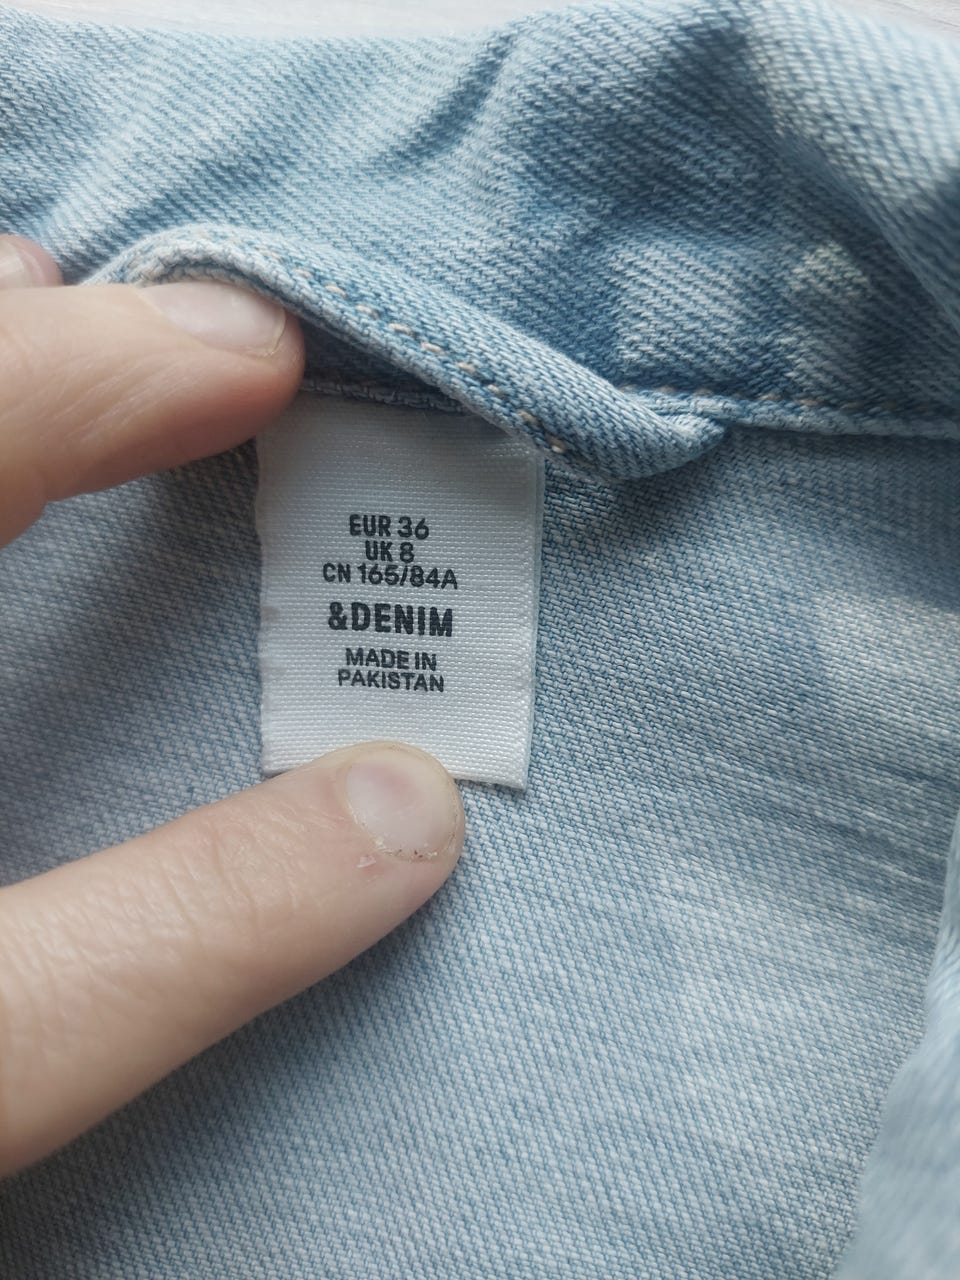 EUR 36
UK 8
CN 165/84A
&DENIM
MADE IN
PAKISTAN